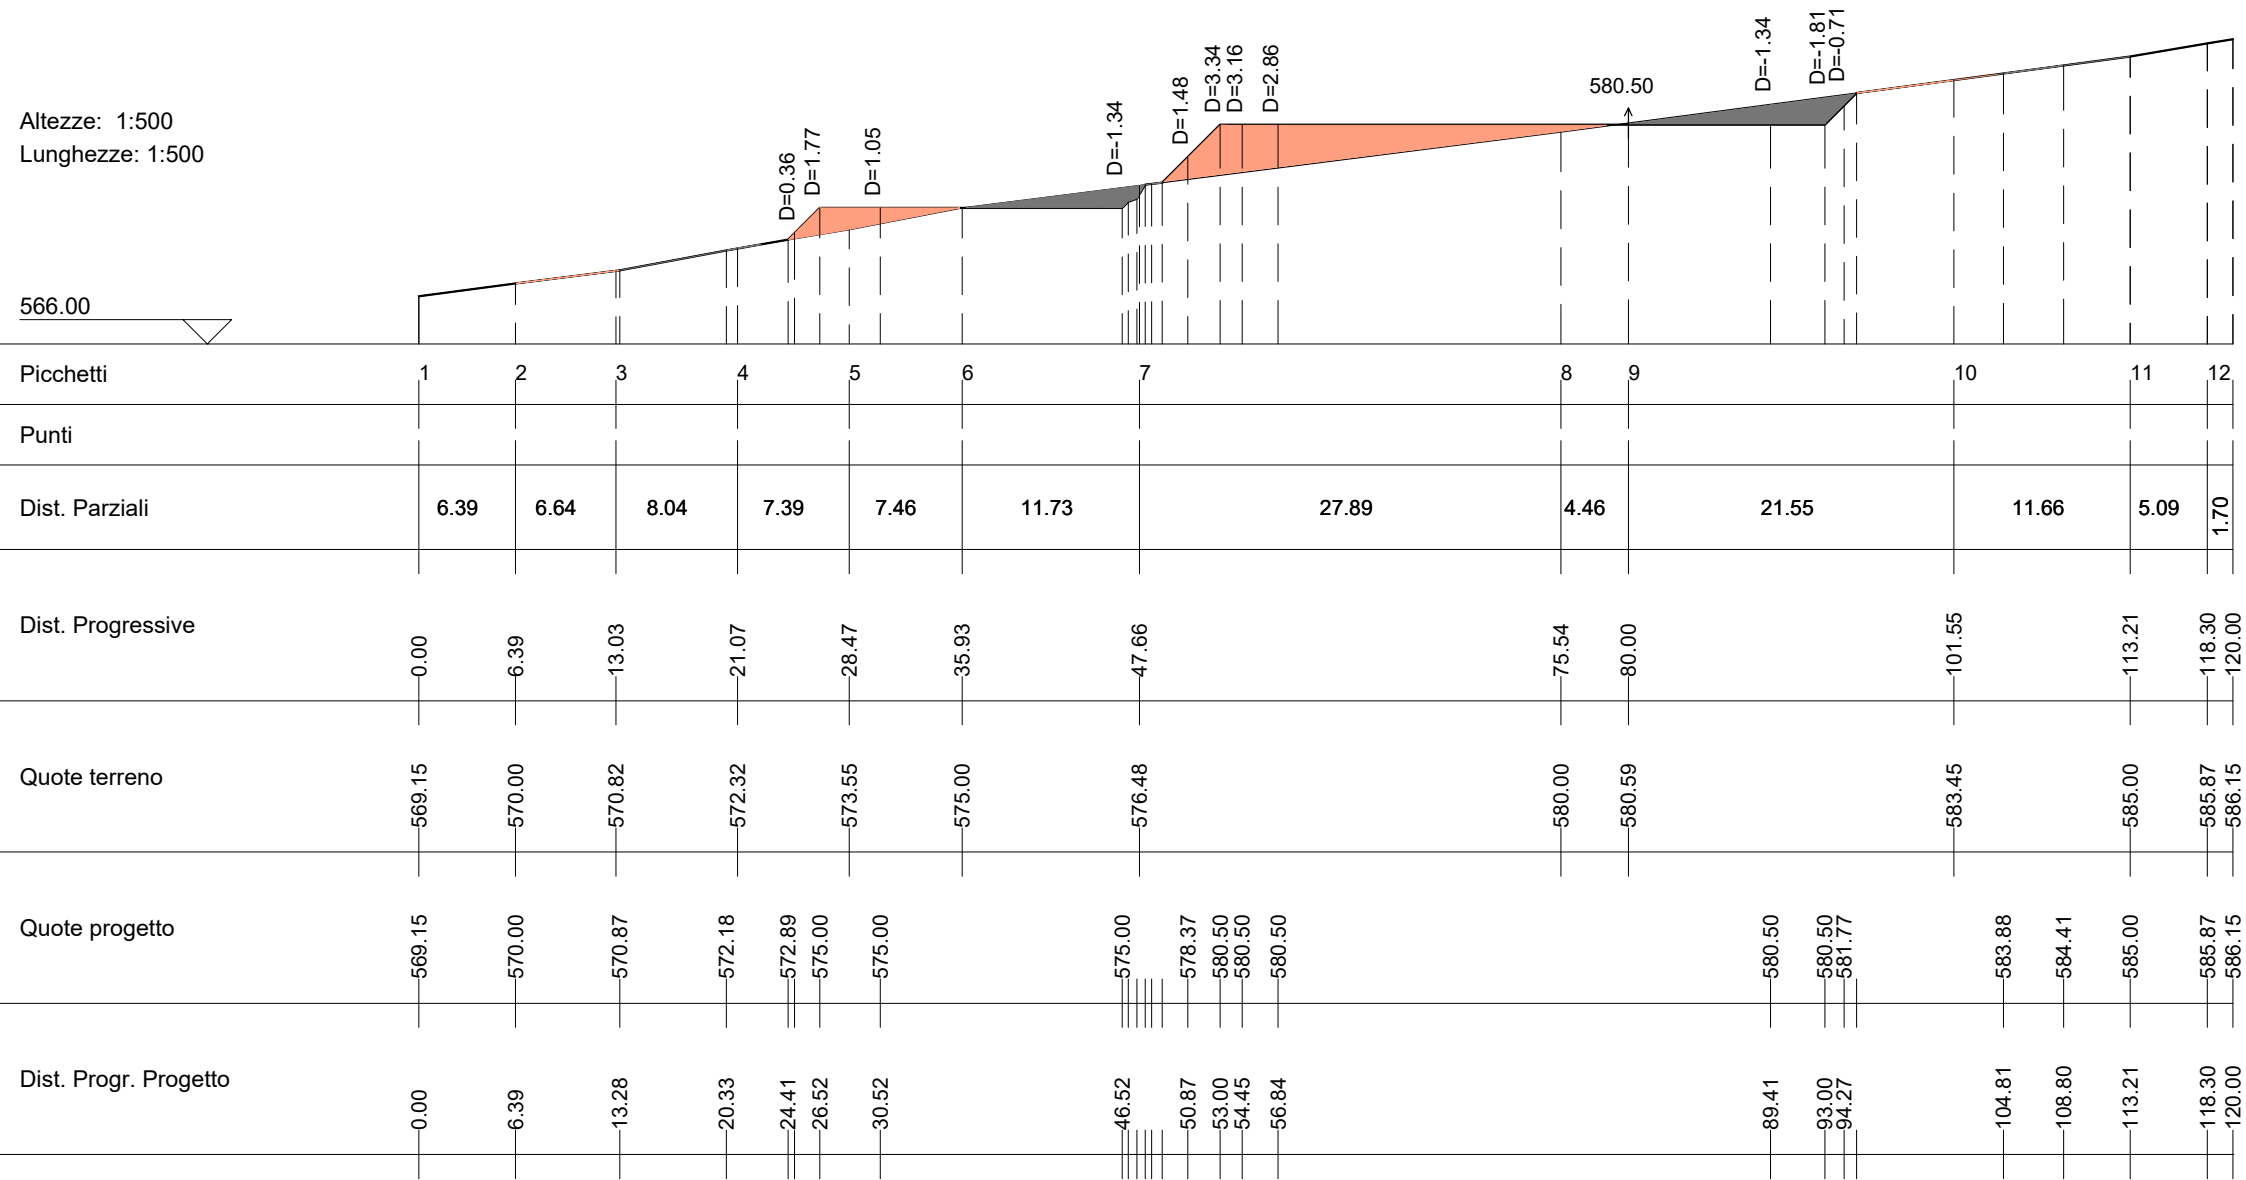 D=0.36 D=1.77 D=1.05 D=-1.34 D=1.48 D=3.34 D=3.16 D=2.86 580.50 D=-1.34 D=-1.81 D=-0.71
Altezze: 1:500
Lunghezze: 1:500
566.00
Picchetti 1 2 3 4 5 6 7 8 9 10 11 12
Punti
Dist. Parziali 6.39 6.64 8.04 7.39 7.46 11.73 27.89 4.46 21.55 11.66 5.09 1.70
Dist. Progressive 0.00 6.39 13.03 21.07 28.47 35.93 47.66 75.54 80.00 101.55 113.21 118.30 120.00
Quote terreno 569.15 570.00 570.82 572.32 573.55 575.00 576.48 580.00 580.59 583.45 585.00 585.87 586.15
Quote progetto 569.15 570.00 570.87 572.18 572.89 575.00 575.00 575.00 578.37 580.50 580.50 580.50 580.50 580.50 581.77 583.88 584.41 585.00 585.87 586.15
Dist. Progr. Progetto 0.00 6.39 13.28 20.33 24.41 26.52 30.52 46.52 50.87 53.00 54.45 56.84 89.41 93.00 94.27 104.81 108.80 113.21 118.30 120.00